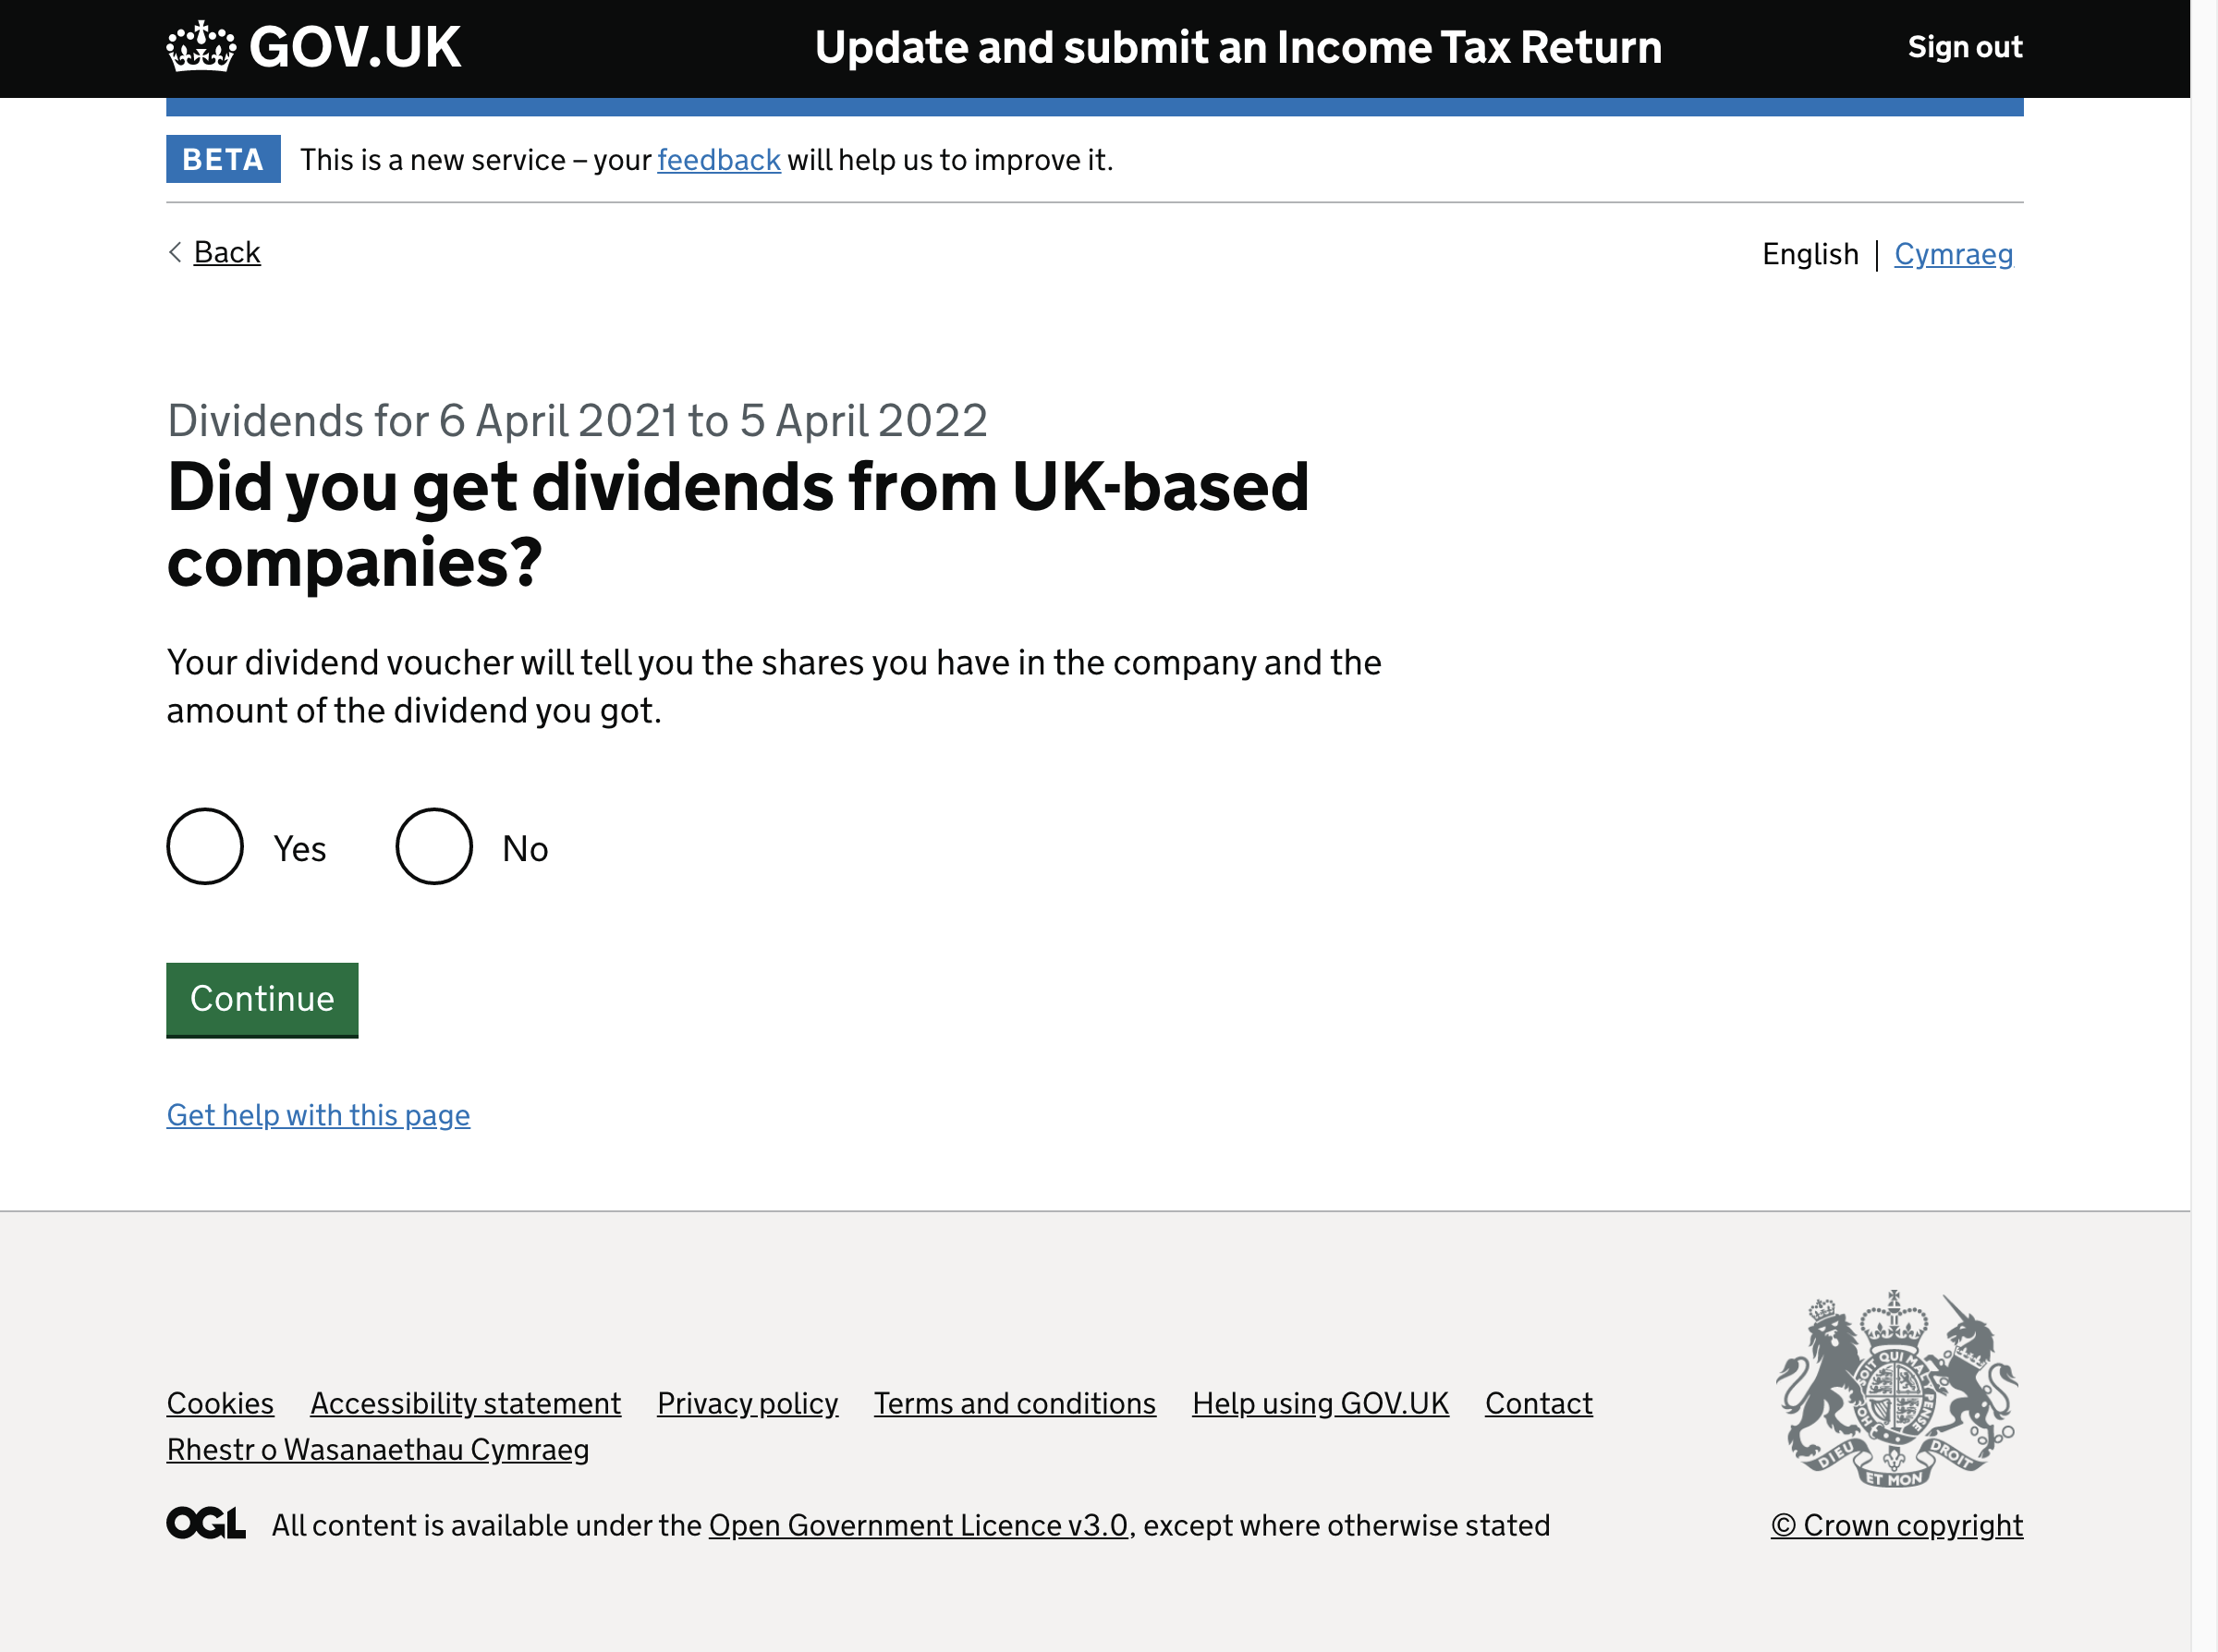 GOV.UK
Update and submit an Income Tax Return
Sign out
BETA
This is a new service – your feedback will help us to improve it.
Back
English
Cymraeg
Dividends for 6 April 2021 to 5 April 2022
Did you get dividends from UK-based
companies?
Your dividend voucher will tell you the shares you have in the company and the
amount of the dividend you got.
Yes
No
Continue
Get help with this page
Cookies
Accessibility statement
Privacy policy
Terms and conditions
Help using GOV.UK
Contact
Rhestr o Wasanaethau Cymraeg
OGL
All content is available under the Open Government Licence v3.0, except where otherwise stated
DIEU ET MON DROIT
© Crown copyright